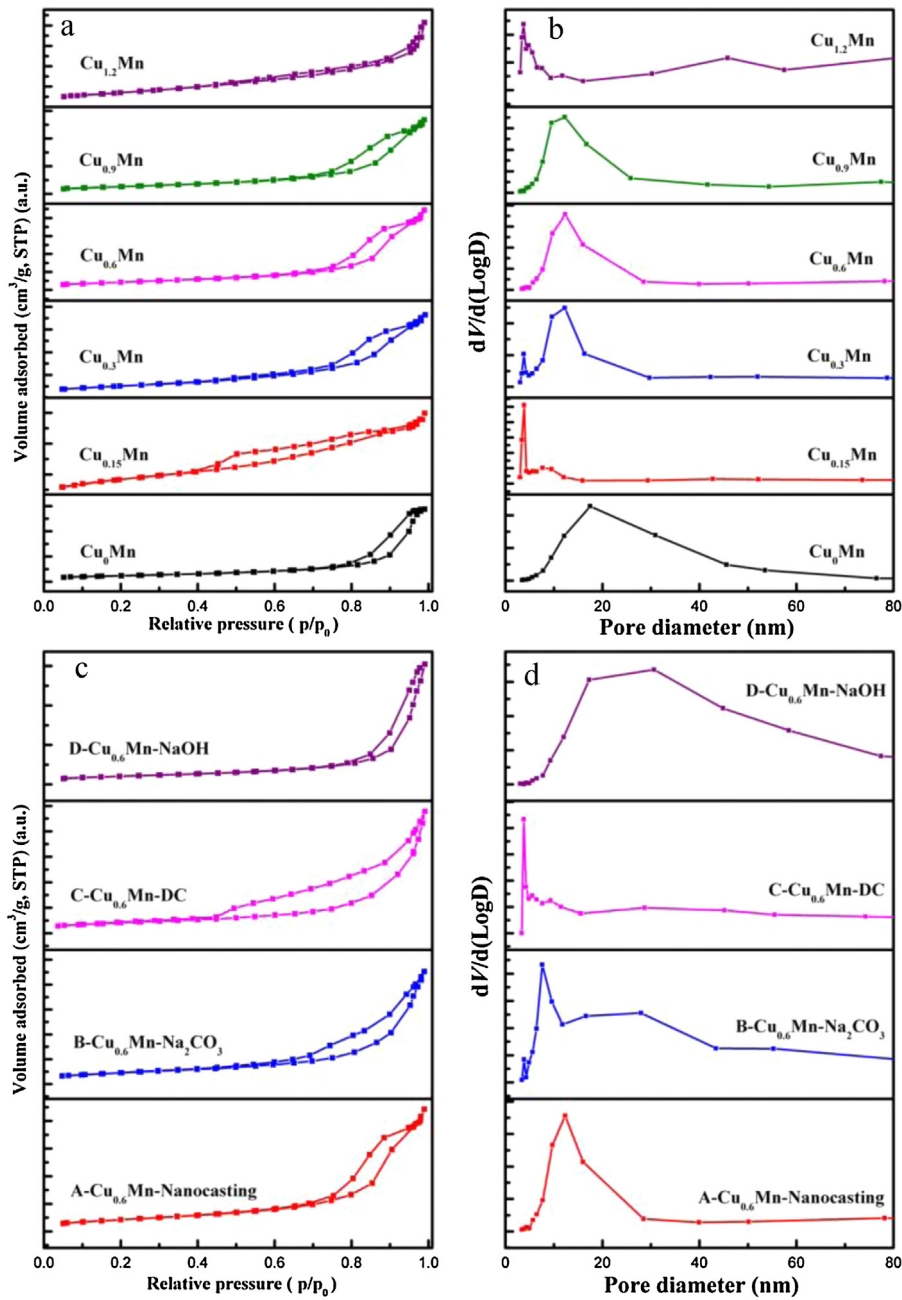 a
Cu1.2Mn
Cu0.9Mn
Cu0.6Mn
Cu0.3Mn
Cu0.15Mn
Cu0Mn
Volume adsorbed (cm3/g, STP) (a.u.)
0.0 0.2 0.4 0.6 0.8 1.0
Relative pressure ( p/p0)
b
Cu1.2Mn
Cu0.9Mn
Cu0.6Mn
Cu0.3Mn
Cu0.15Mn
Cu0Mn
dV/d(LogD)
0 20 40 60 80
Pore diameter (nm)
c
D-Cu0.6Mn-NaOH
C-Cu0.6Mn-DC
B-Cu0.6Mn-Na2CO3
A-Cu0.6Mn-Nanocasting
Volume adsorbed (cm3/g, STP) (a.u.)
0.0 0.2 0.4 0.6 0.8 1.0
Relative pressure ( p/p0)
d
D-Cu0.6Mn-NaOH
C-Cu0.6Mn-DC
B-Cu0.6Mn-Na2CO3
A-Cu0.6Mn-Nanocasting
dV/d(LogD)
0 20 40 60 80
Pore diameter (nm)